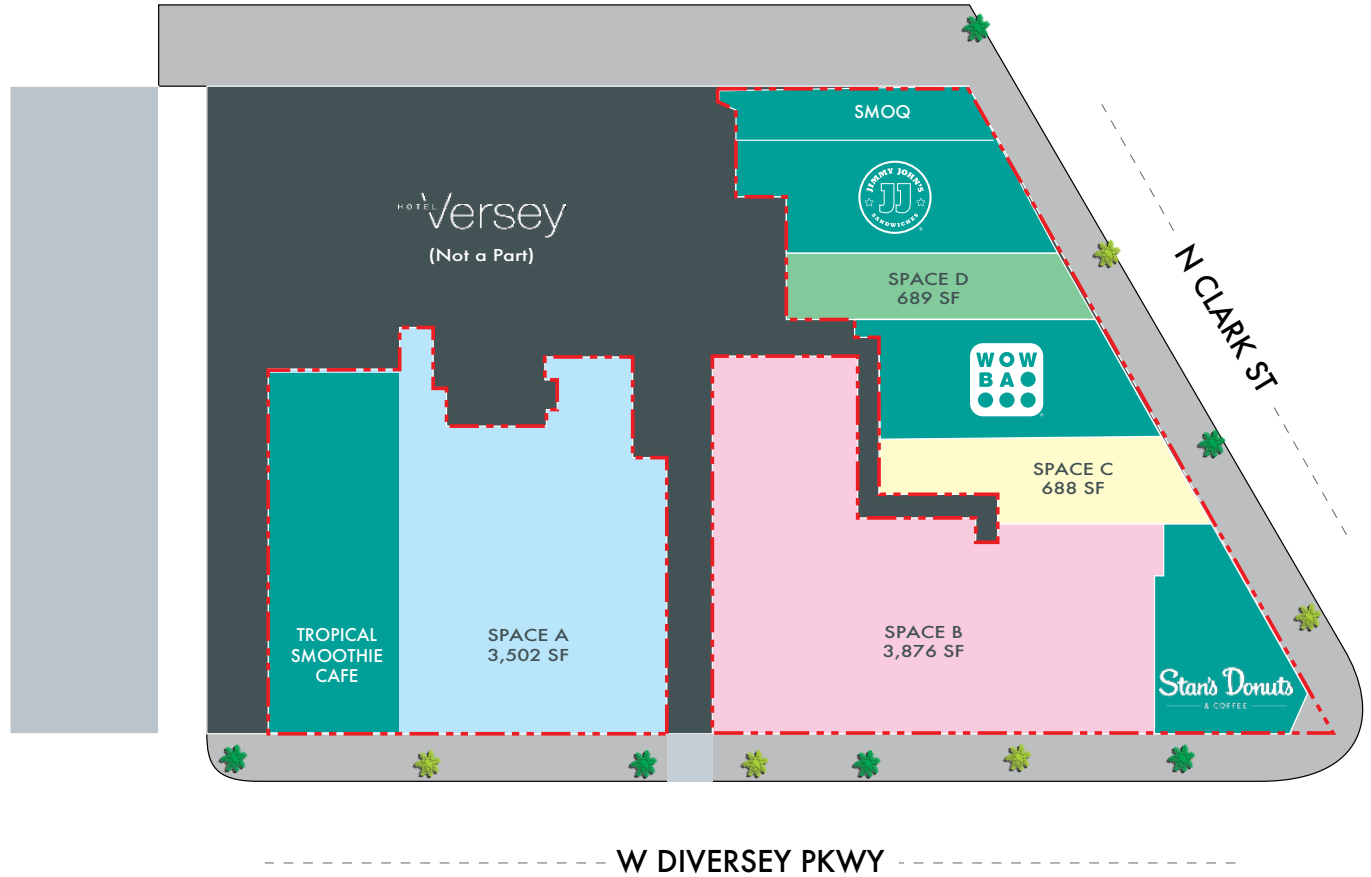 SMOQ
JIMMY JOHN'S
JJ
SANDWICHES
HOTEL Versey
(Not a Part)
SPACE D
689 SF
N CLARK ST
WOW
BAO
SPACE C
688 SF
TROPICAL
SMOOTHIE
CAFE
SPACE A
3,502 SF
SPACE B
3,876 SF
Stan's Donuts
& COFFEE
W DIVERSEY PKWY